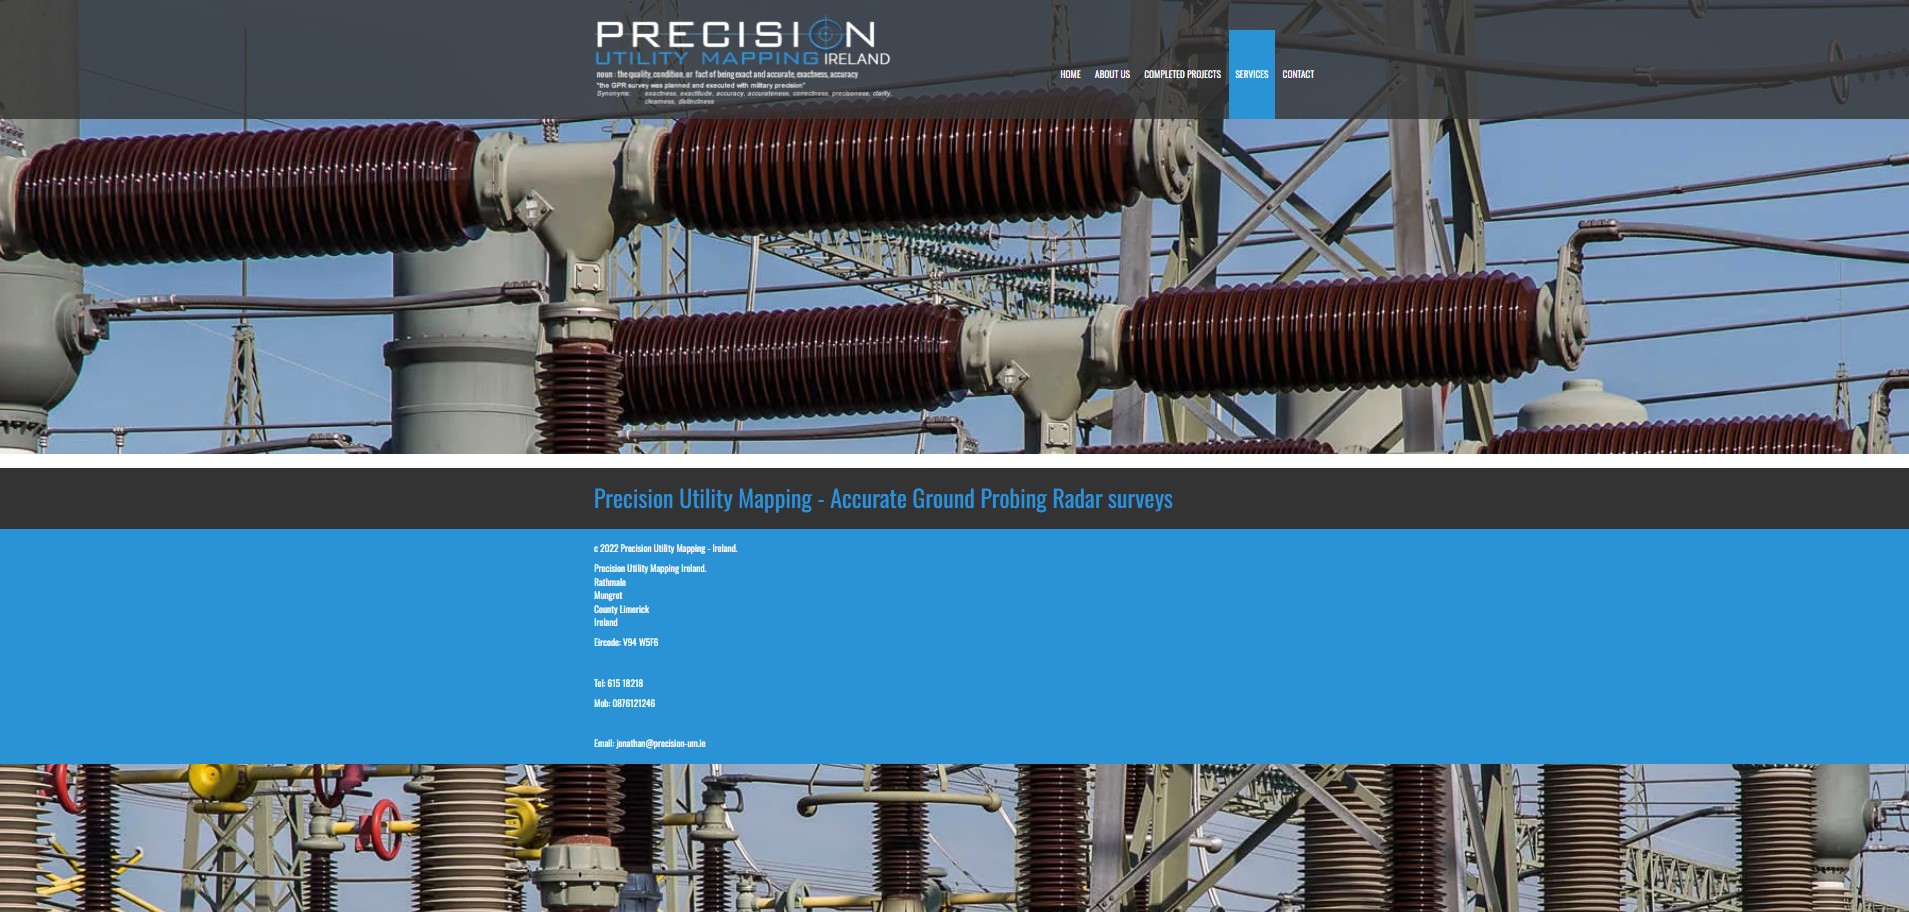 PRECISION
UTILITY MAPPING IRELAND
noun : the quality, condition, or fact of being exact and accurate, exactness, accuracy
"the GPR survey was planned and executed with military precision"
Synonyms: exactness, exactitude, accuracy, accurateness, correctness, preciseness, clarity,
clearness, distinctness
HOME ABOUT US COMPLETED PROJECTS SERVICES CONTACT
Precision Utility Mapping - Accurate Ground Probing Radar surveys
c 2022 Precision Utility Mapping - Ireland.
Precision Utility Mapping Ireland.
Rathmale
Mungret
County Limerick
Ireland
Eircode: V94 W5F6
Tel: 615 18218
Mob: 0876121246
Email: jonathan@precision-um.ie